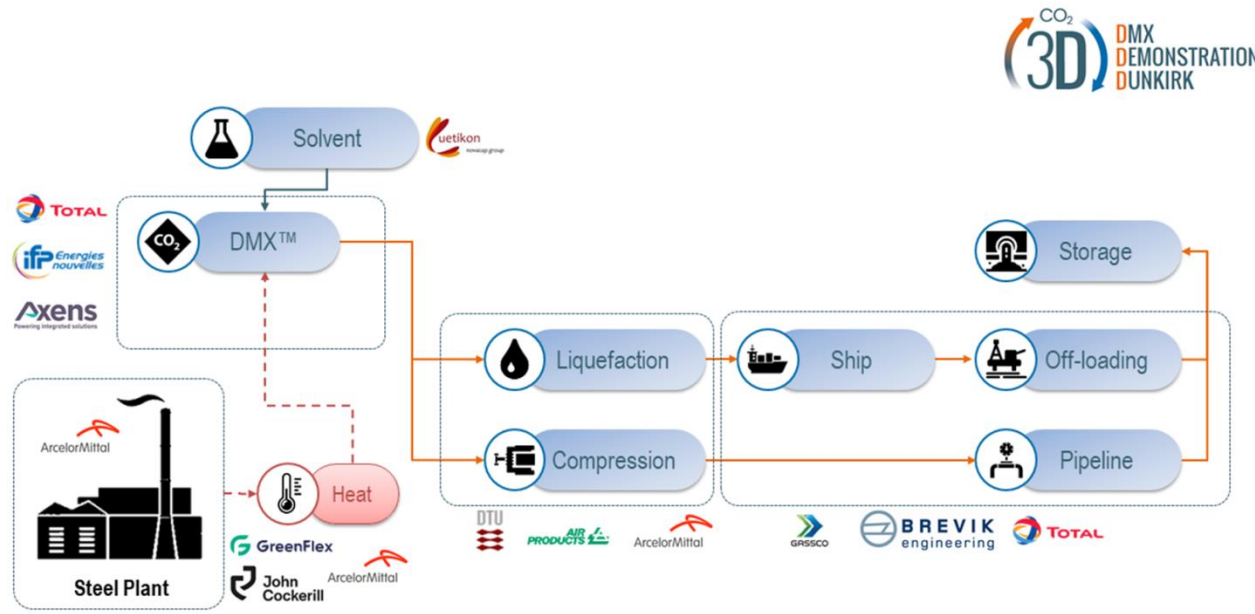 CO2
3D
DMX
DEMONSTRATION
DUNKIRK
Solvent
uetikon
novacap group
TOTAL
CO2
DMX™
Storage
ifp Energies
nouvelles
Axens
Powering integrated solutions
Liquefaction
Ship
Off-loading
ArcelorMittal
Compression
Pipeline
Heat
DTU
AIR
PRODUCTS
ArcelorMittal
GASSCO
BREVIK
engineering
TOTAL
GreenFlex
John
Cockerill
ArcelorMittal
Steel Plant